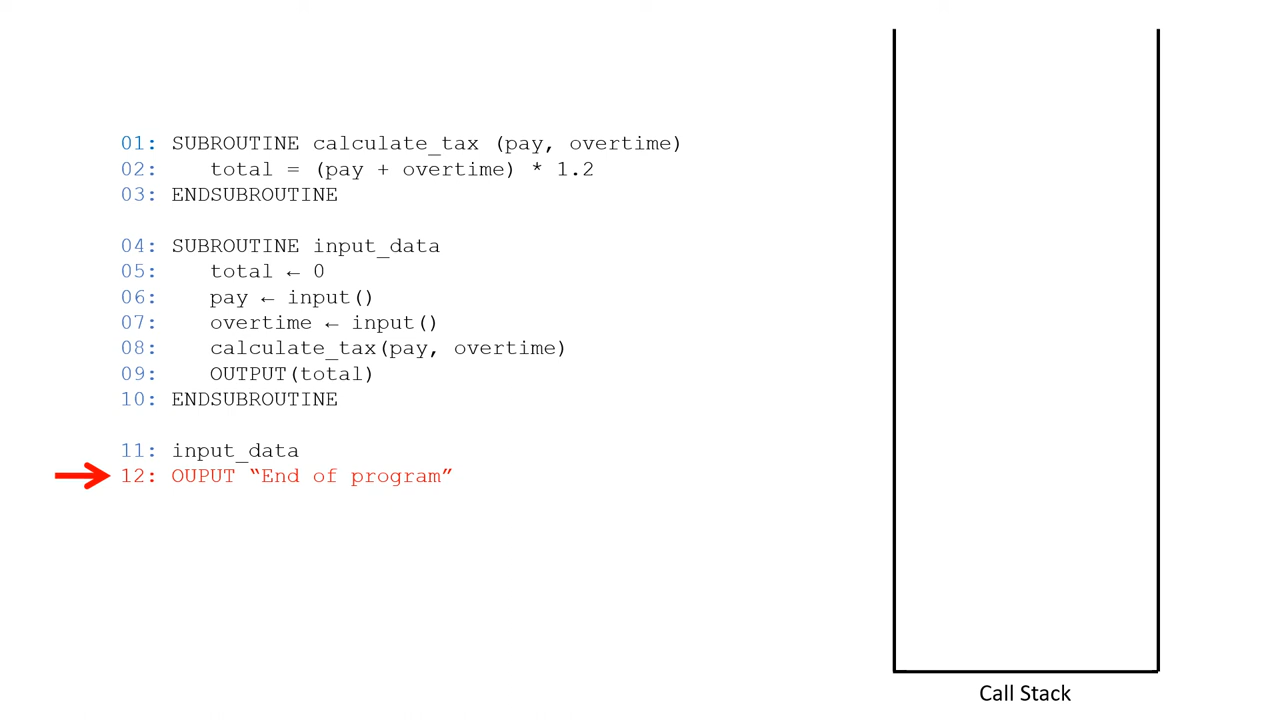 01: SUBROUTINE calculate_tax (pay, overtime)
02: total = (pay + overtime) * 1.2
03: ENDSUBROUTINE
04: SUBROUTINE input_data
05: total ← 0
06: pay ← input()
07: overtime ← input()
08: calculate_tax(pay, overtime)
09: OUTPUT(total)
10: ENDSUBROUTINE
11: input_data
12: OUPUT “End of program”
Call Stack